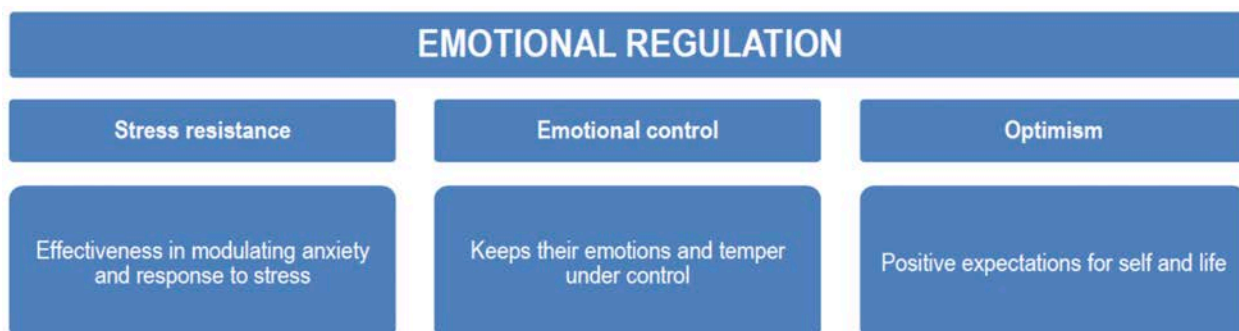 EMOTIONAL REGULATION
Stress resistance
Emotional control
Optimism
Effectiveness in modulating anxiety
and response to stress
Keeps their emotions and temper
under control
Positive expectations for self and life